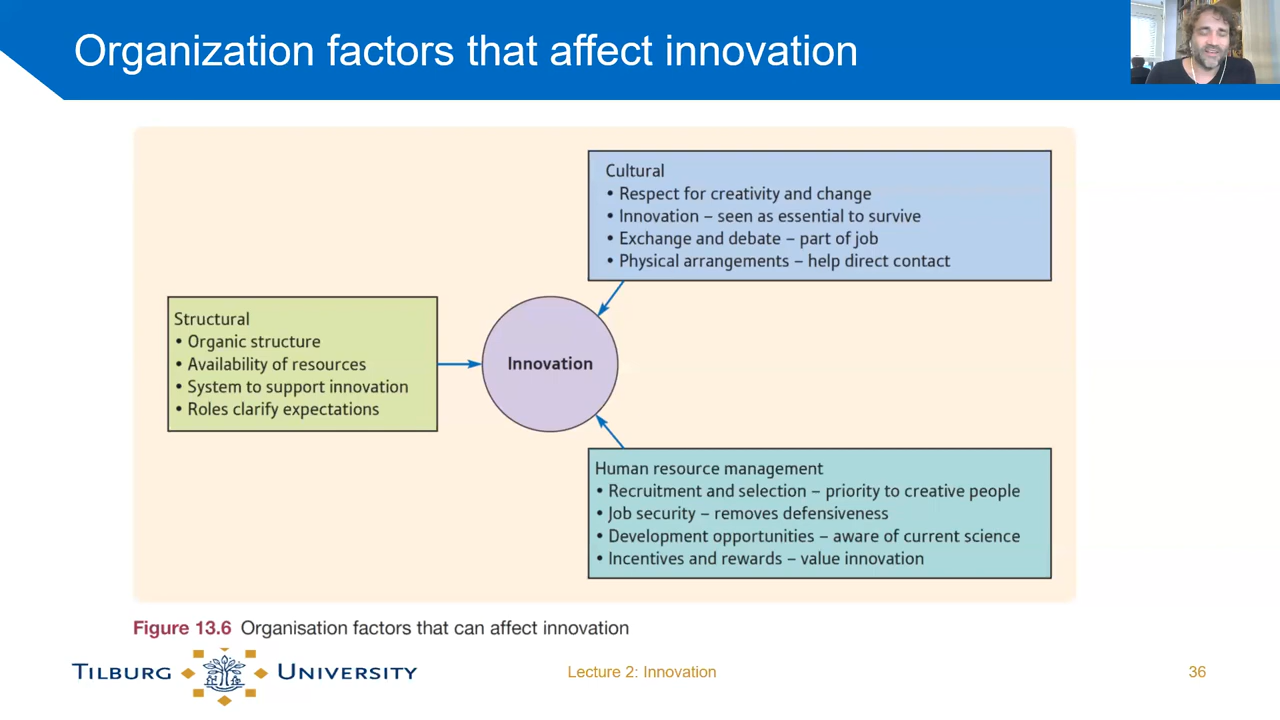 Organization factors that affect innovation
Cultural
• Respect for creativity and change
• Innovation – seen as essential to survive
• Exchange and debate – part of job
• Physical arrangements – help direct contact
Structural
• Organic structure
• Availability of resources
• System to support innovation
• Roles clarify expectations
Innovation
Human resource management
• Recruitment and selection – priority to creative people
• Job security – removes defensiveness
• Development opportunities – aware of current science
• Incentives and rewards – value innovation
Figure 13.6 Organisation factors that can affect innovation
TILBURG UNIVERSITY
Lecture 2: Innovation
36